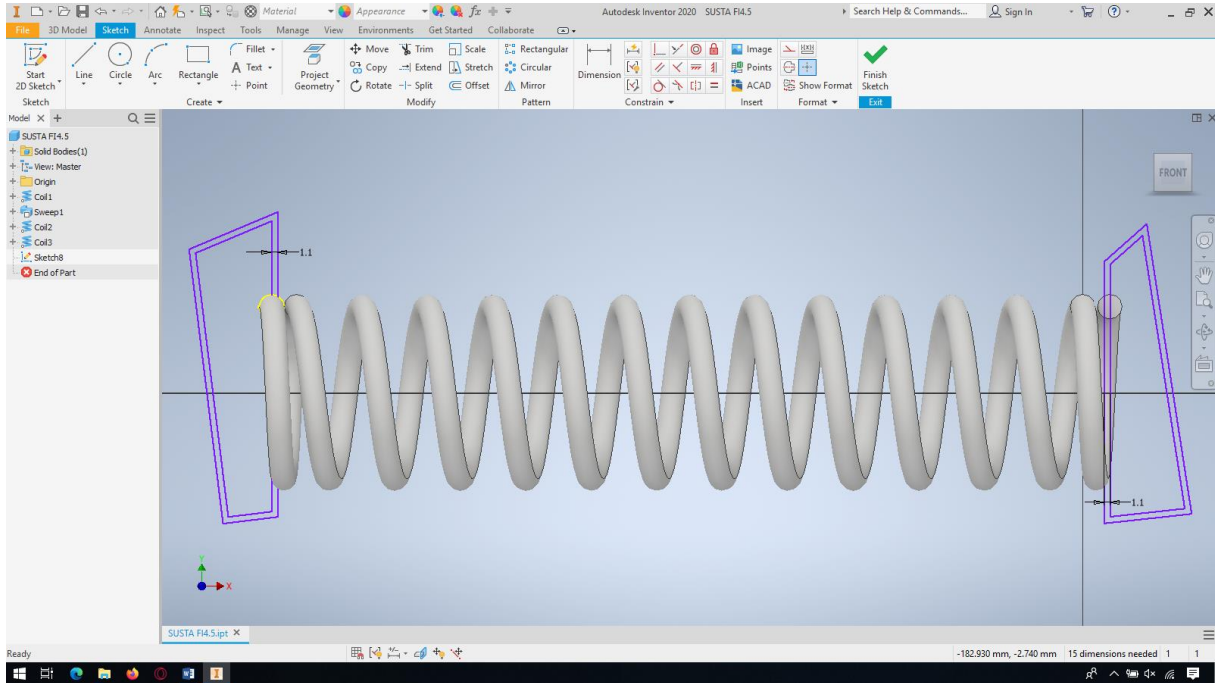 Material
Appearance
fx
Autodesk Inventor 2020 SUSTA FI4.5
Search Help & Commands...
Sign In
File 3D Model Sketch Annotate Inspect Tools Manage View Environments Get Started Collaborate
Start 2D Sketch
Line
Circle
Arc
Rectangle
Fillet
Text
Point
Project Geometry
Move
Trim
Scale
Copy
Extend
Stretch
Rotate
Split
Offset
Rectangular
Circular
Mirror
Dimension
Image
Points
ACAD
Show Format
Finish Sketch
Sketch Create Modify Pattern Constrain Insert Format Exit
Model
SUSTA FI4.5
Solid Bodies(1)
View: Master
Origin
Coil1
Sweep1
Coil2
Coil3
Sketch8
End of Part
FRONT
1.1
1.1
Y
X
SUSTA FI4.5.ipt
Ready
-182.930 mm, -2.740 mm 15 dimensions needed 1 1